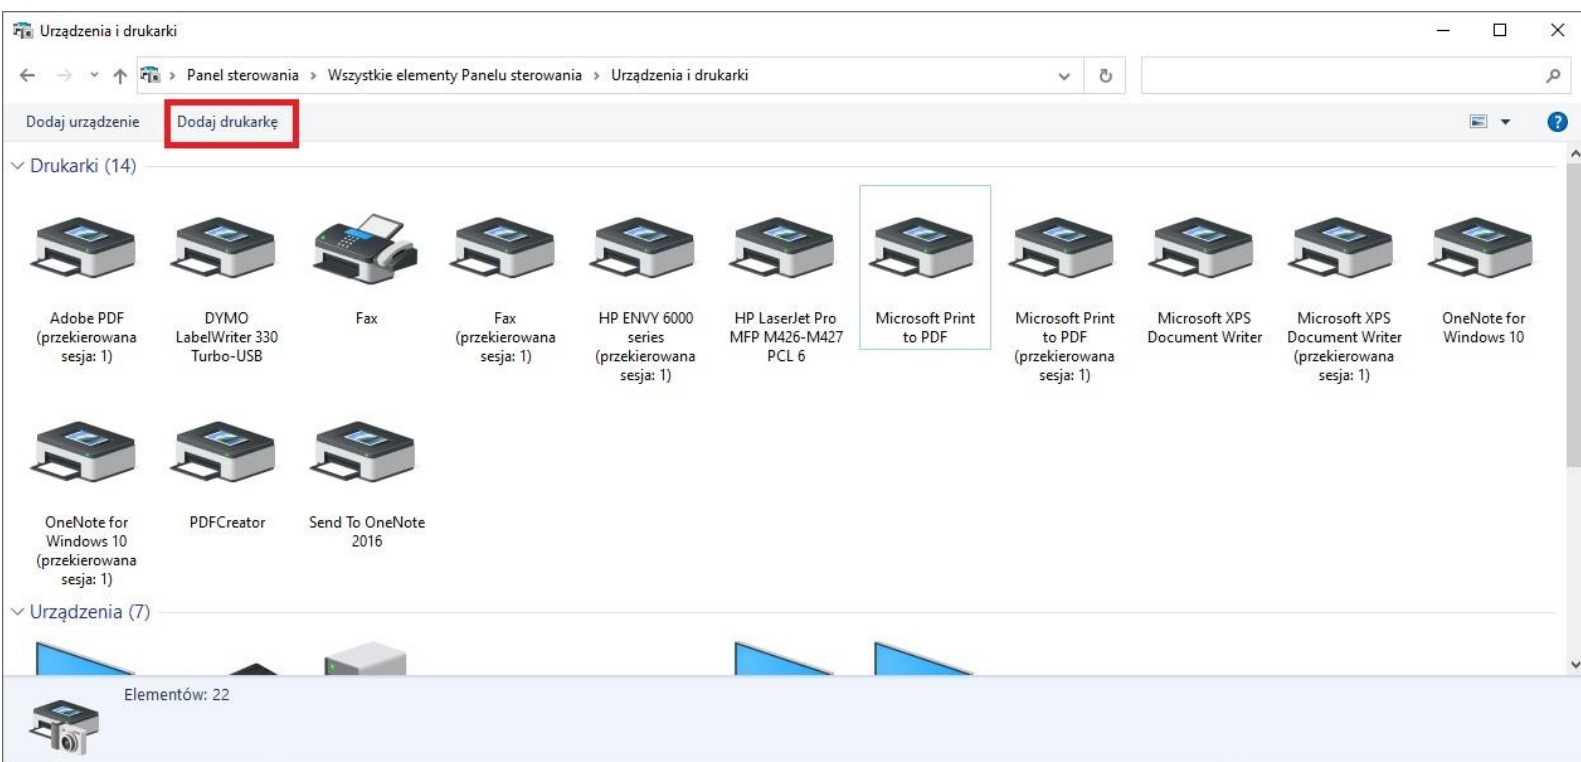 Urządzenia i drukarki
Panel sterowania > Wszystkie elementy Panelu sterowania > Urządzenia i drukarki
Dodaj urządzenie Dodaj drukarkę
Drukarki (14)
Adobe PDF
(przekierowana
sesja: 1)
DYMO
LabelWriter 330
Turbo-USB
Fax
Fax
(przekierowana
sesja: 1)
HP ENVY 6000
series
(przekierowana
sesja: 1)
HP LaserJet Pro
MFP M426-M427
PCL 6
Microsoft Print
to PDF
Microsoft Print
to PDF
(przekierowana
sesja: 1)
Microsoft XPS
Document Writer
Microsoft XPS
Document Writer
(przekierowana
sesja: 1)
OneNote for
Windows 10
OneNote for
Windows 10
(przekierowana
sesja: 1)
PDFCreator
Send To OneNote
2016
Urządzenia (7)
Elementów: 22